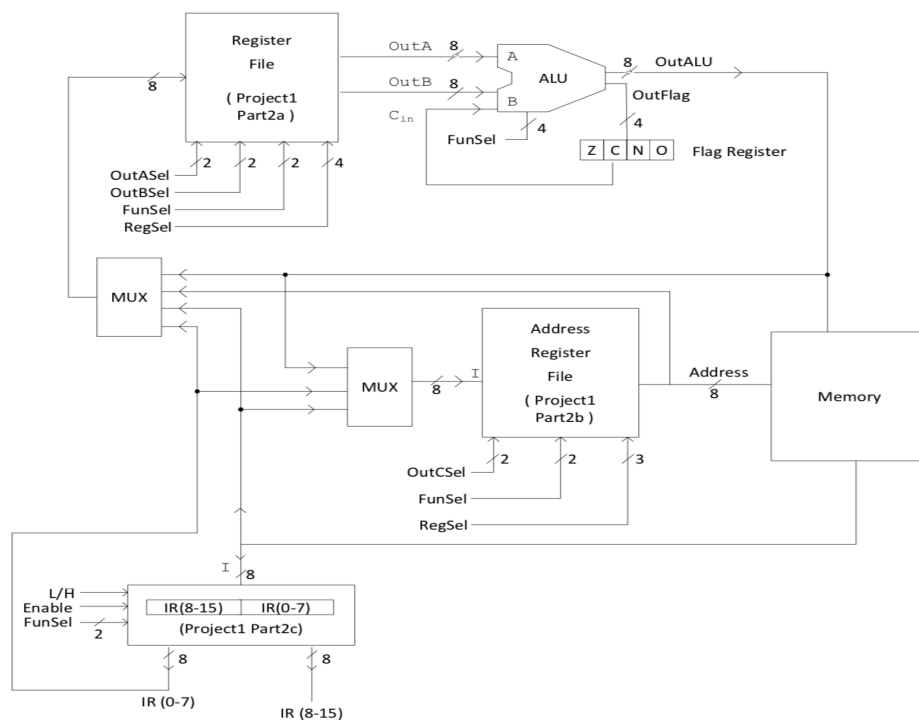 Register
File
( Project1
Part2a )
8
OutA
8
OutB
8
Cin
A
B
ALU
8
OutALU
OutFlag
4
FunSel
4
Z C N O
Flag Register
2
2
2
4
OutASel
OutBSel
FunSel
RegSel
MUX
MUX
8
I
Address
Register
File
( Project1
Part2b )
Address
8
Memory
2
2
3
OutCSel
FunSel
RegSel
I
8
L/H̅
Enable
FunSel
2
IR(8-15) IR(0-7)
(Project1 Part2c)
8
8
IR (0-7)
IR (8-15)